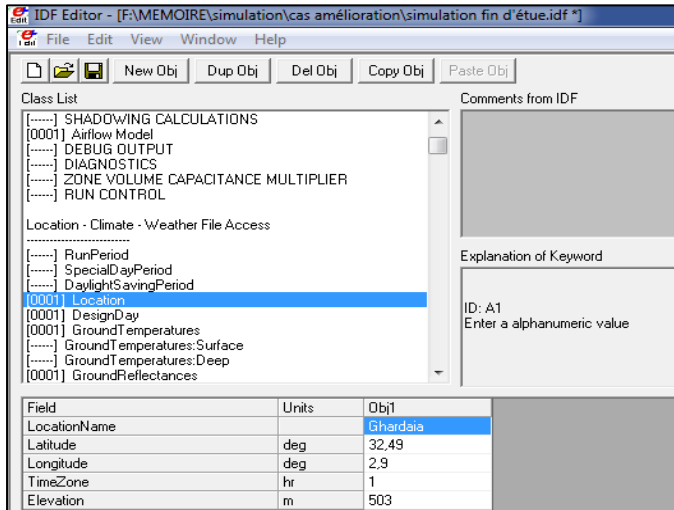 IDF Editor - [F:\MEMOIRE\simulation\cas amélioration\simulation fin d'étue.idf *]
File Edit View Window Help
New Obj Dup Obj Del Obj Copy Obj Paste Obj
Class List
[------] SHADOWING CALCULATIONS
[0001] Airflow Model
[------] DEBUG OUTPUT
[------] DIAGNOSTICS
[------] ZONE VOLUME CAPACITANCE MULTIPLIER
[------] RUN CONTROL
Location - Climate - Weather File Access
--------------------------
[------] RunPeriod
[------] SpecialDayPeriod
[------] DaylightSavingPeriod
[0001] Location
[0001] DesignDay
[0001] GroundTemperatures
[------] GroundTemperatures:Surface
[------] GroundTemperatures:Deep
[0001] GroundReflectances
Comments from IDF
Explanation of Keyword
ID: A1
Enter a alphanumeric value
Field Units Obj1
LocationName Ghardaia
Latitude deg 32,49
Longitude deg 2,9
TimeZone hr 1
Elevation m 503